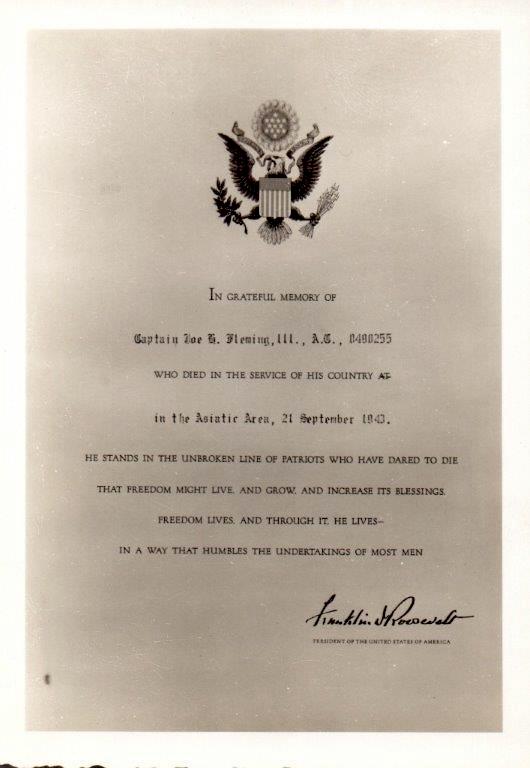 IN GRATEFUL MEMORY OF
Captain Joe H. Fleming, lll., A.C., 0490255
WHO DIED IN THE SERVICE OF HIS COUNTRY AT
in the Asiatic Area, 21 September 1943.
HE STANDS IN THE UNBROKEN LINE OF PATRIOTS WHO HAVE DARED TO DIE
THAT FREEDOM MIGHT LIVE, AND GROW, AND INCREASE ITS BLESSINGS.
FREEDOM LIVES, AND THROUGH IT, HE LIVES—
IN A WAY THAT HUMBLES THE UNDERTAKINGS OF MOST MEN
Franklin D Roosevelt
PRESIDENT OF THE UNITED STATES OF AMERICA